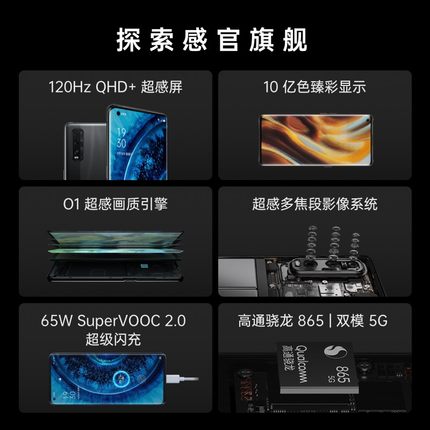 探索感官旗舰
120Hz QHD+ 超感屏
10 亿色臻彩显示
19
30
O1 超感画质引擎
超感多焦段影像系统
65W SuperVOOC 2.0
超级闪充
高通骁龙 865 | 双模 5G
Qualcomm
高通骁龙
865
5G